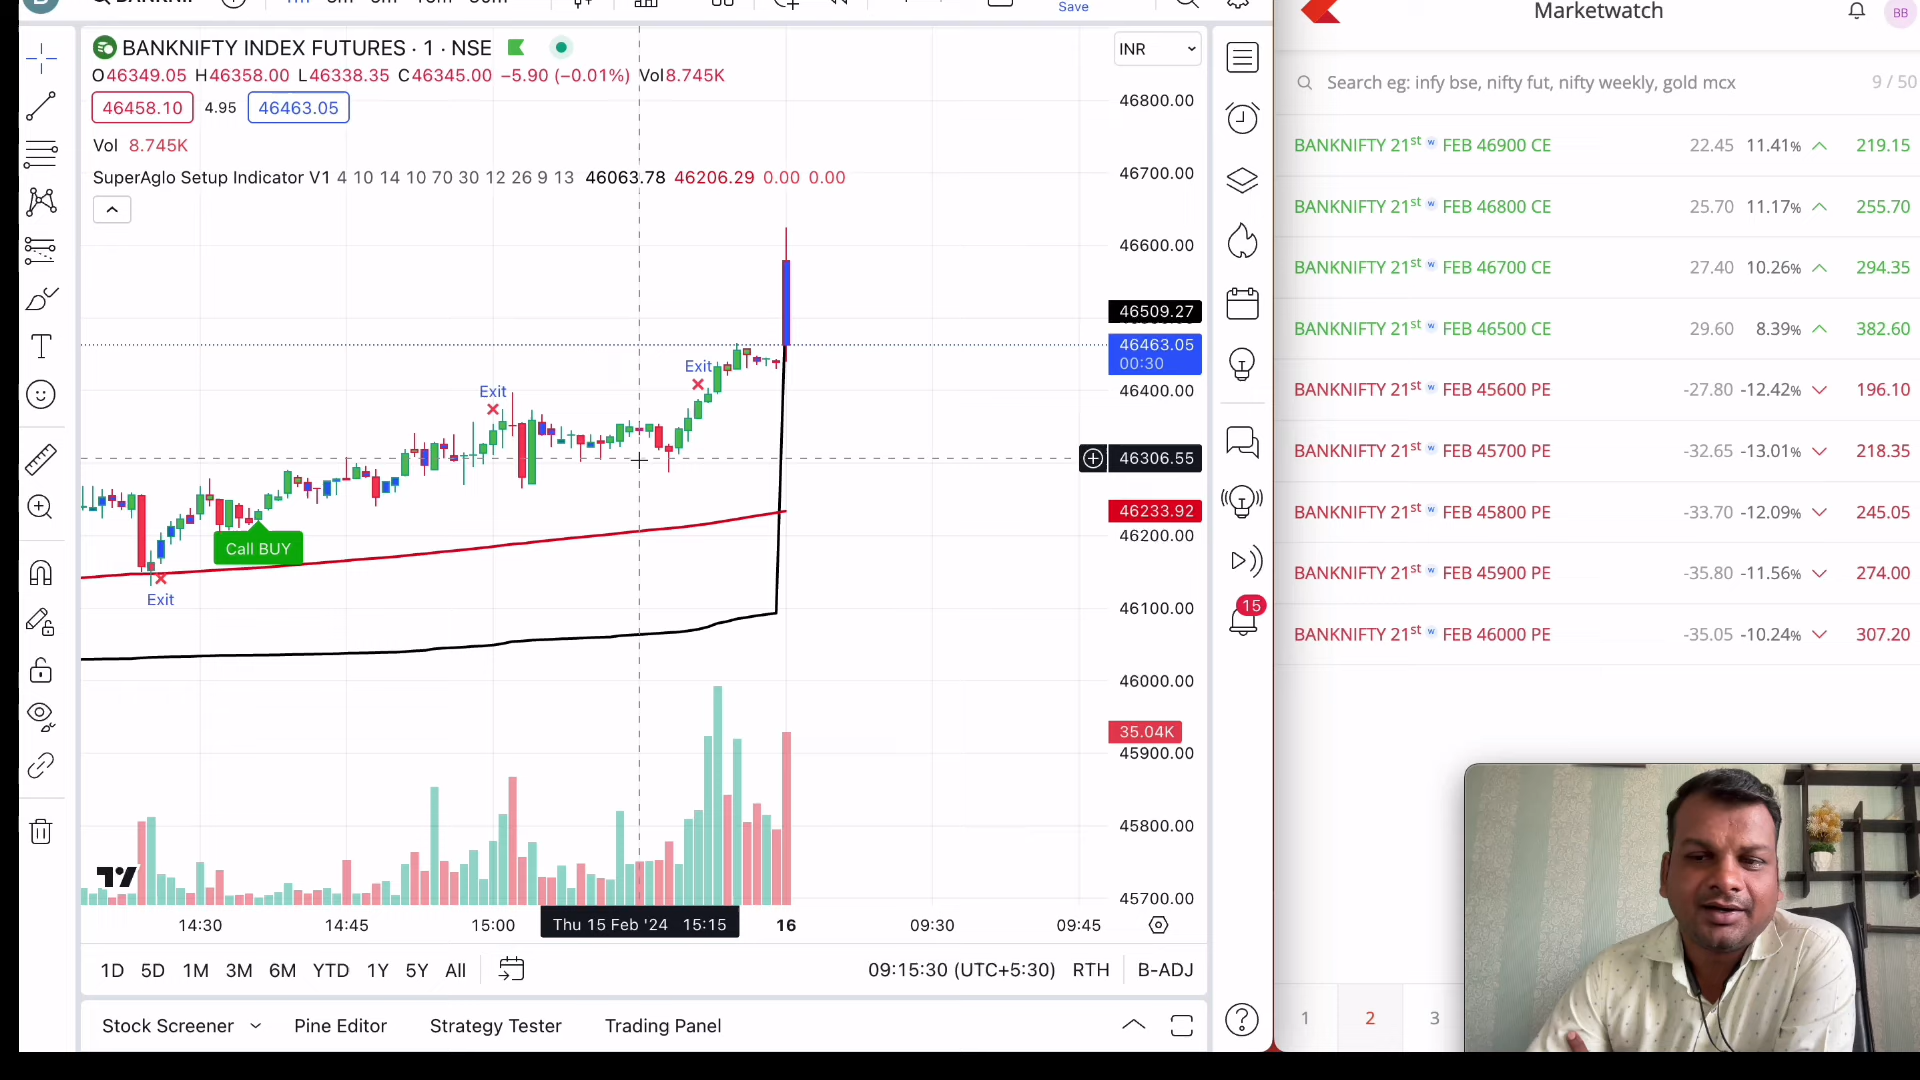 Save
BANKNIFTY INDEX FUTURES · 1 · NSE
O46349.05 H46358.00 L46338.35 C46345.00 −5.90 (−0.01%) Vol8.745K
46458.10 4.95 46463.05
Vol 8.745K
SuperAglo Setup Indicator V1 4 10 14 10 70 30 12 26 9 13 46063.78 46206.29 0.00 0.00
INR
46800.00
46700.00
46600.00
46509.27
46463.05
00:30
46400.00
46306.55
46233.92
46200.00
46100.00
46000.00
35.04K
45900.00
45800.00
45700.00
Exit
Exit
Call BUY
Exit
15
14:30 14:45 15:00 Thu 15 Feb '24 15:15 16 09:30 09:45
1D 5D 1M 3M 6M YTD 1Y 5Y All 09:15:30 (UTC+5:30) RTH B-ADJ
Stock Screener Pine Editor Strategy Tester Trading Panel
Marketwatch
BB
Search eg: infy bse, nifty fut, nifty weekly, gold mcx 9 / 50
BANKNIFTY 21st w FEB 46900 CE 22.45 11.41% 219.15
BANKNIFTY 21st w FEB 46800 CE 25.70 11.17% 255.70
BANKNIFTY 21st w FEB 46700 CE 27.40 10.26% 294.35
BANKNIFTY 21st w FEB 46500 CE 29.60 8.39% 382.60
BANKNIFTY 21st w FEB 45600 PE -27.80 -12.42% 196.10
BANKNIFTY 21st w FEB 45700 PE -32.65 -13.01% 218.35
BANKNIFTY 21st w FEB 45800 PE -33.70 -12.09% 245.05
BANKNIFTY 21st w FEB 45900 PE -35.80 -11.56% 274.00
BANKNIFTY 21st w FEB 46000 PE -35.05 -10.24% 307.20
1 2 3